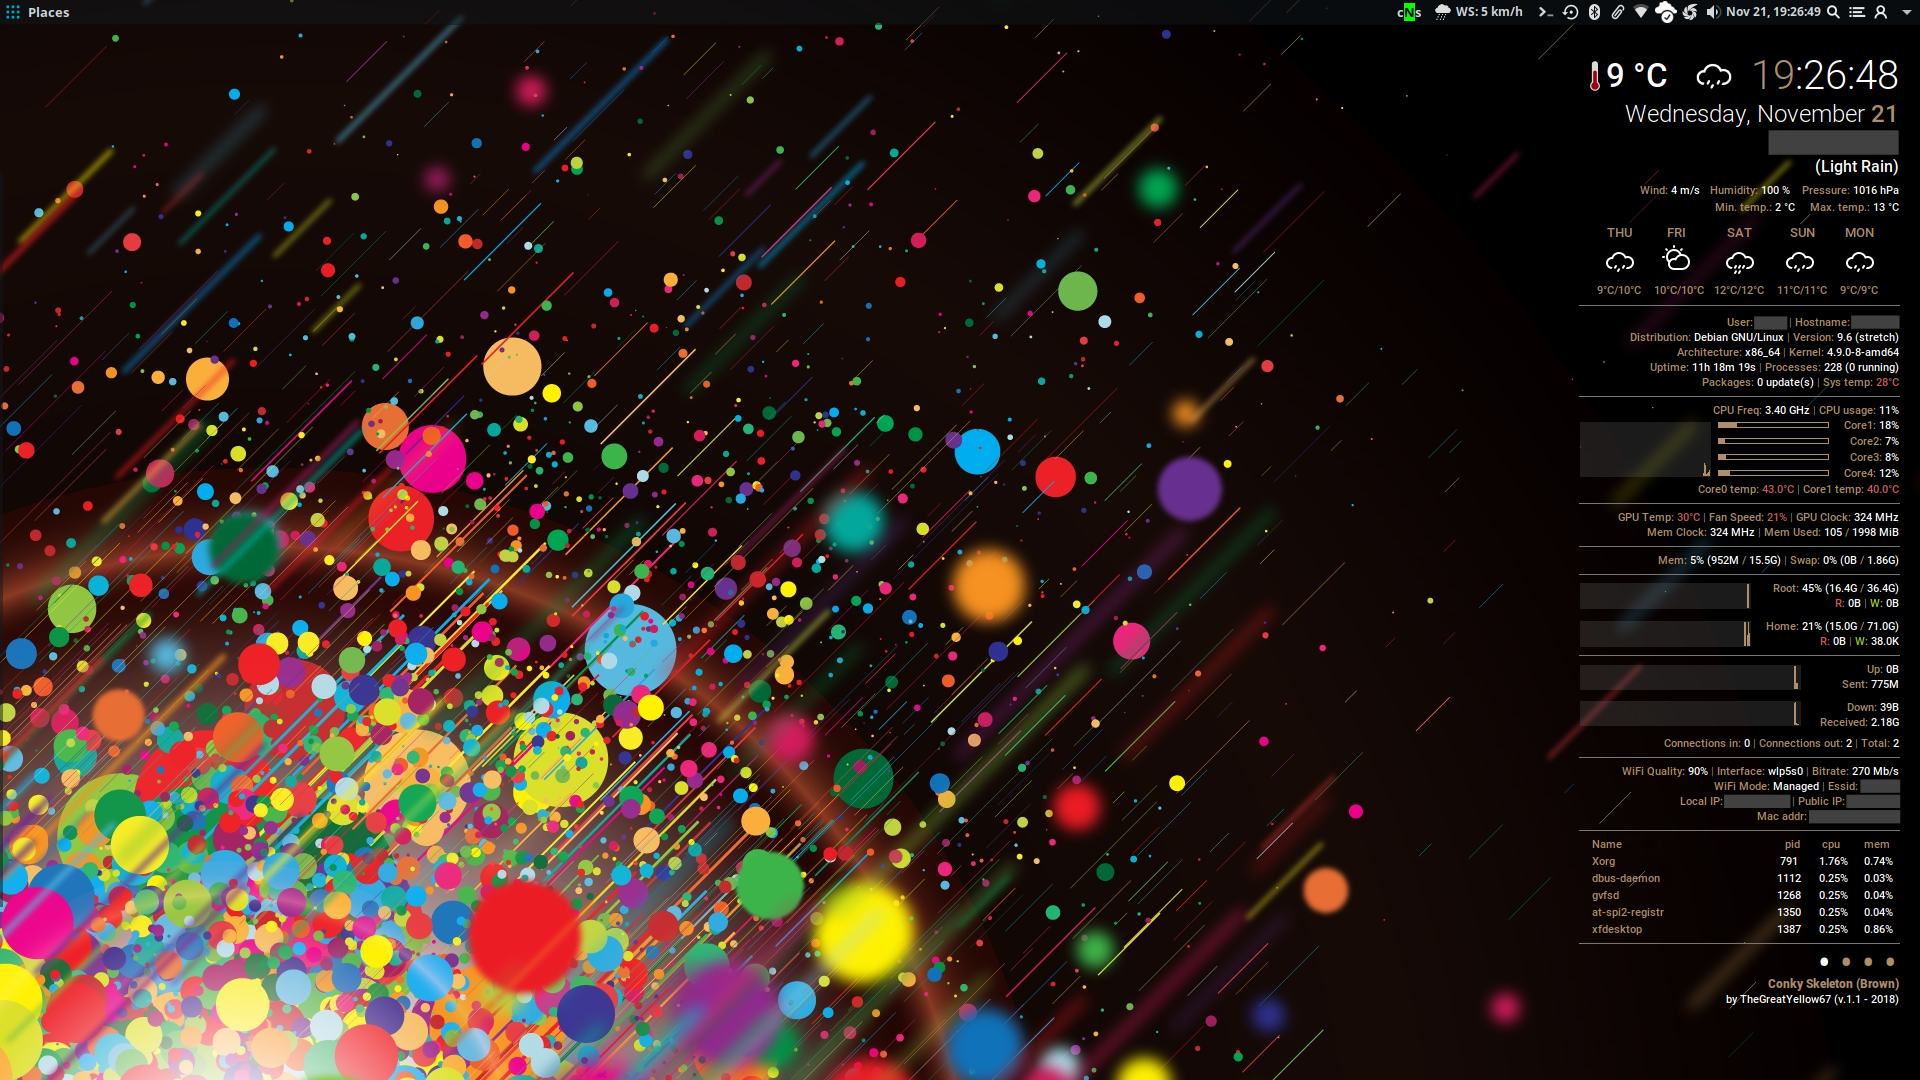 Places
cNs WS: 5 km/h Nov 21, 19:26:49
9 °C 19:26:48
Wednesday, November 21
(Light Rain)
Wind: 4 m/s Humidity: 100 % Pressure: 1016 hPa
Min. temp.: 2 °C Max. temp.: 13 °C
THU FRI SAT SUN MON
9°C/10°C 10°C/10°C 12°C/12°C 11°C/11°C 9°C/9°C
User: | Hostname:
Distribution: Debian GNU/Linux | Version: 9.6 (stretch)
Architecture: x86_64 | Kernel: 4.9.0-8-amd64
Uptime: 11h 18m 19s | Processes: 228 (0 running)
Packages: 0 update(s) | Sys temp: 28°C
CPU Freq: 3.40 GHz | CPU usage: 11%
Core1: 18%
Core2: 7%
Core3: 8%
Core4: 12%
Core0 temp: 43.0°C | Core1 temp: 40.0°C
GPU Temp: 30°C | Fan Speed: 21% | GPU Clock: 324 MHz
Mem Clock: 324 MHz | Mem Used: 105 / 1998 MiB
Mem: 5% (952M / 15.5G) | Swap: 0% (0B / 1.86G)
Root: 45% (16.4G / 36.4G)
R: 0B | W: 0B
Home: 21% (15.0G / 71.0G)
R: 0B | W: 38.0K
Up: 0B
Sent: 775M
Down: 39B
Received: 2.18G
Connections in: 0 | Connections out: 2 | Total: 2
WiFi Quality: 90% | Interface: wlp5s0 | Bitrate: 270 Mb/s
WiFi Mode: Managed | Essid:
Local IP: | Public IP:
Mac addr:
Name pid cpu mem
Xorg 791 1.76% 0.74%
dbus-daemon 1112 0.25% 0.03%
gvfsd 1268 0.25% 0.04%
at-spi2-registr 1350 0.25% 0.04%
xfdesktop 1387 0.25% 0.86%
Conky Skeleton (Brown)
by TheGreatYellow67 (v.1.1 - 2018)